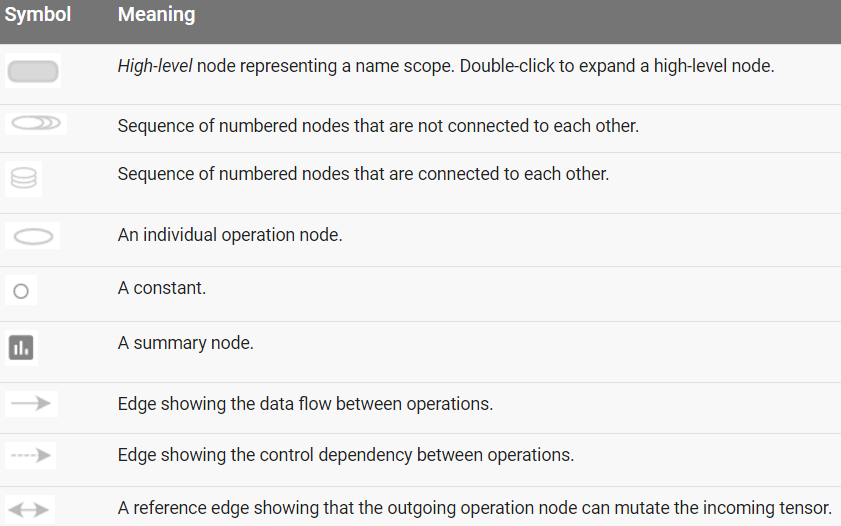 Symbol Meaning
High-level node representing a name scope. Double-click to expand a high-level node.
Sequence of numbered nodes that are not connected to each other.
Sequence of numbered nodes that are connected to each other.
An individual operation node.
A constant.
A summary node.
Edge showing the data flow between operations.
Edge showing the control dependency between operations.
A reference edge showing that the outgoing operation node can mutate the incoming tensor.